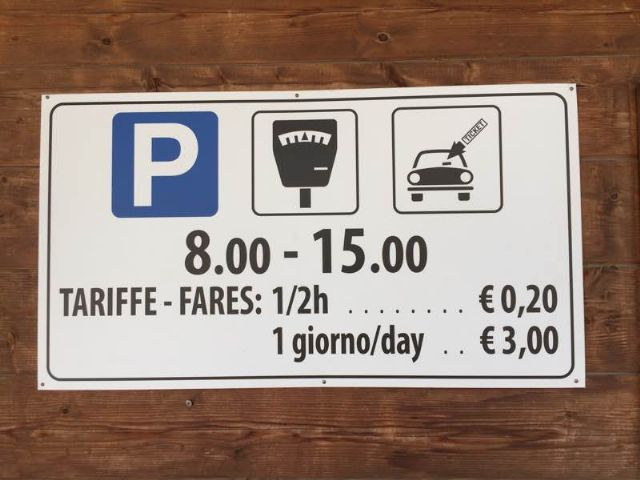 P TICKET
8.00 - 15.00
TARIFFE - FARES: 1/2h ........ € 0,20
1 giorno/day .. € 3,00